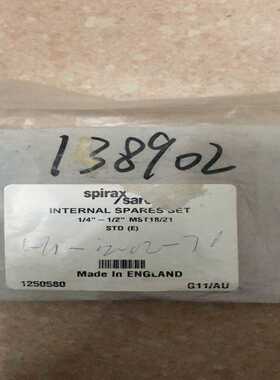 138902
spirax
/sarco
INTERNAL SPARES SET
1/4" - 1/2" MST18/21
STD (E)
Made In ENGLAND
1250580 G11/AU